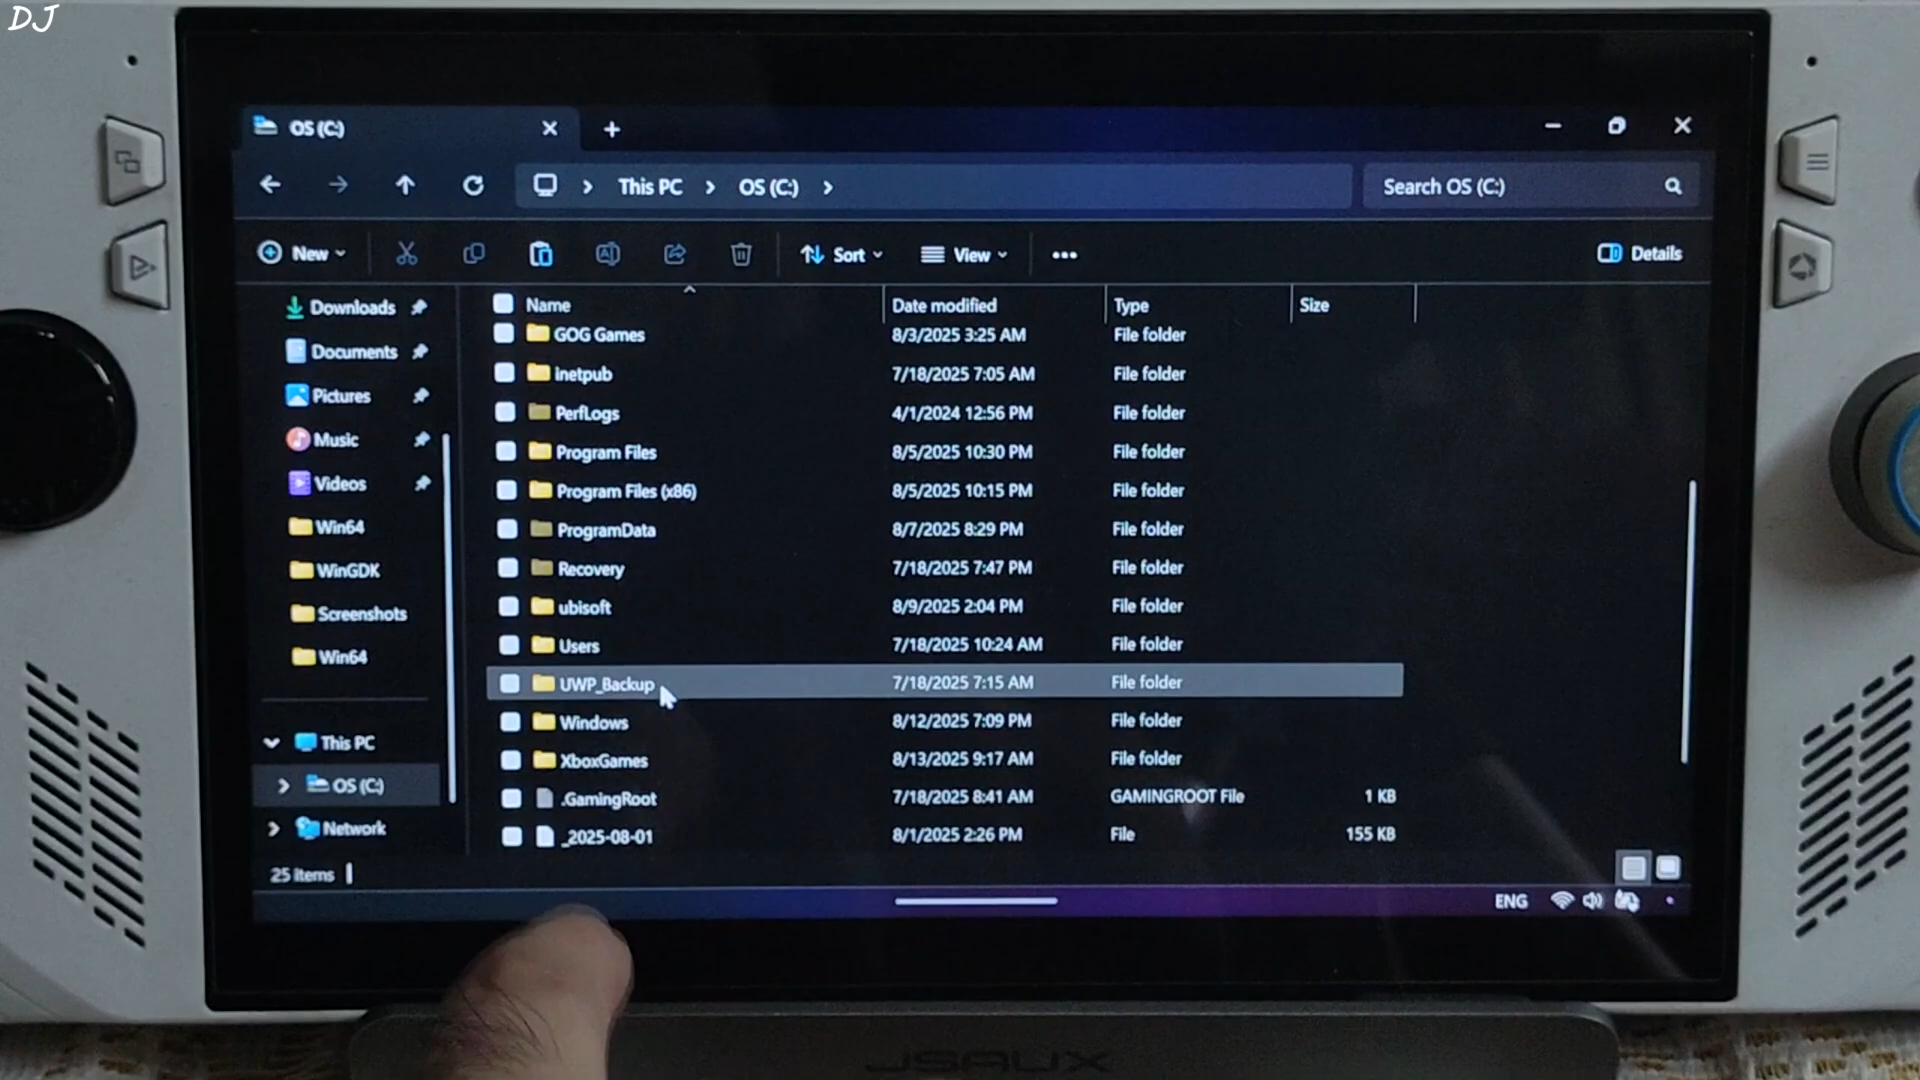 DJ
OS (C:)
This PC > OS (C:) >
Search OS (C:)
New
Sort
View
Details
Name
Date modified
Type
Size
Downloads
Documents
Pictures
Music
Videos
Win64
WinGDK
Screenshots
Win64
This PC
OS (C:)
Network
GOG Games 8/3/2025 3:25 AM File folder
inetpub 7/18/2025 7:05 AM File folder
PerfLogs 4/1/2024 12:56 PM File folder
Program Files 8/5/2025 10:30 PM File folder
Program Files (x86) 8/5/2025 10:15 PM File folder
ProgramData 8/7/2025 8:29 PM File folder
Recovery 7/18/2025 7:47 PM File folder
ubisoft 8/9/2025 2:04 PM File folder
Users 7/18/2025 10:24 AM File folder
UWP_Backup 7/18/2025 7:15 AM File folder
Windows 8/12/2025 7:09 PM File folder
XboxGames 8/13/2025 9:17 AM File folder
.GamingRoot 7/18/2025 8:41 AM GAMINGROOT File 1 KB
_2025-08-01 8/1/2025 2:26 PM File 155 KB
25 items
ENG
JSAUX